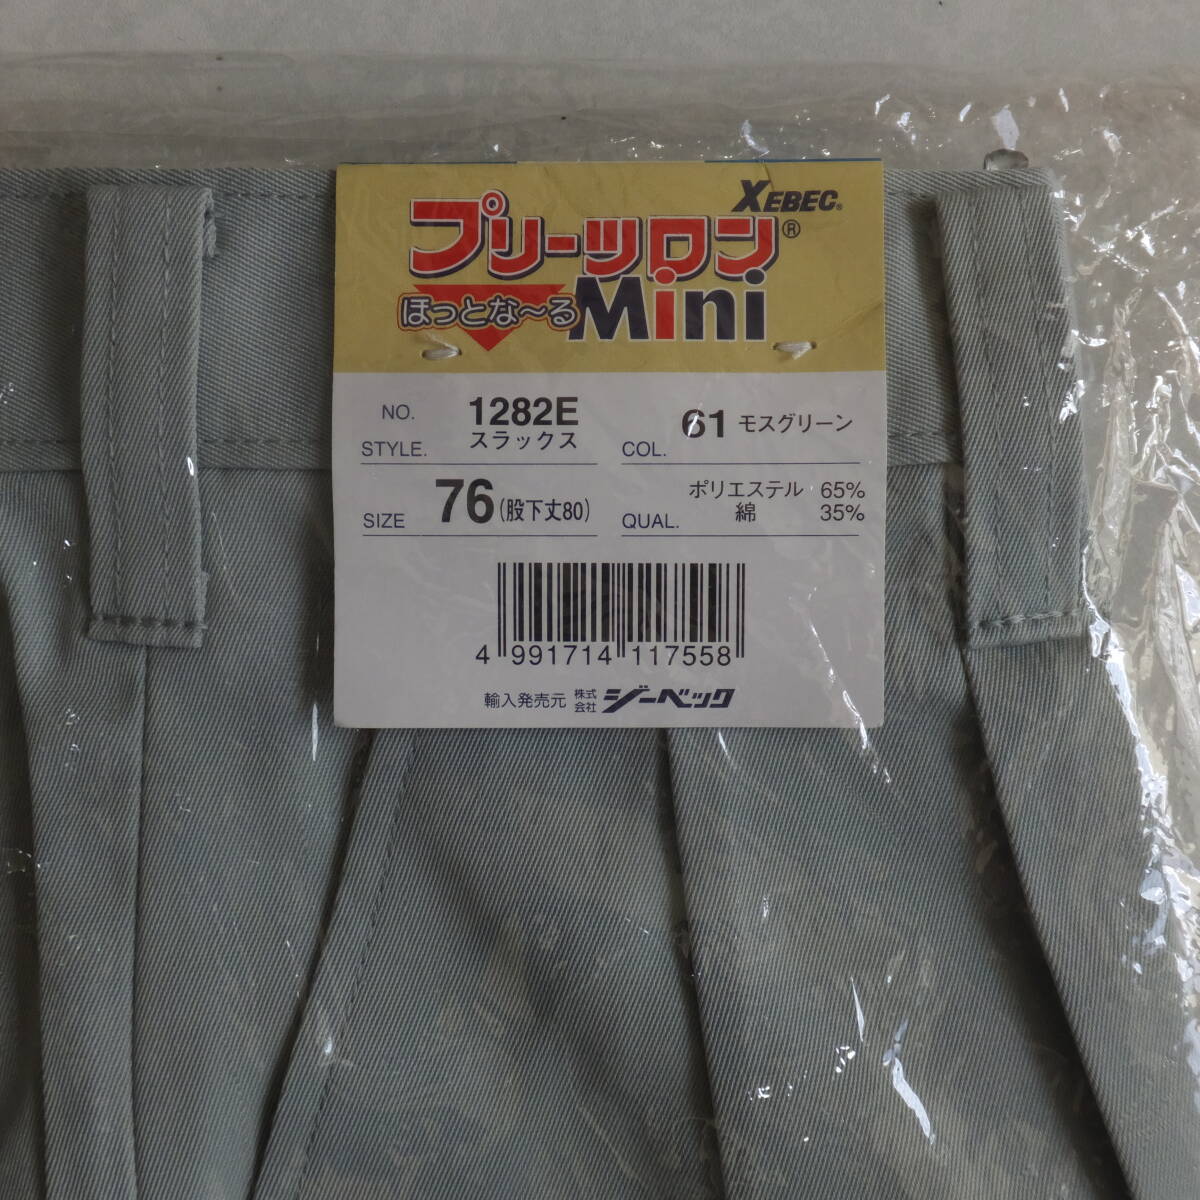 XEBEC®
プリーツロン®
ほっとな～る Mini
NO. 1282E
STYLE. スラックス
COL. 61 モスグリーン
SIZE 76 (股下丈80)
QUAL. ポリエステル 65%
綿 35%
4 991714 117558
輸入発売元 株式会社 ジーベック